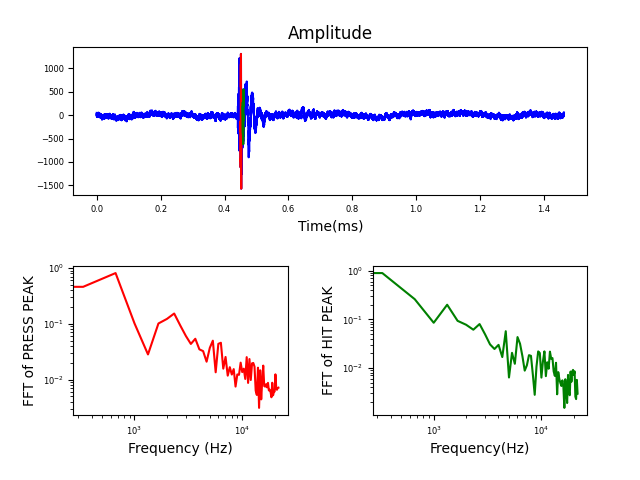 Amplitude
1000
500
0
−500
−1000
−1500
0.0 0.2 0.4 0.6 0.8 1.0 1.2 1.4
Time(ms)
FFT of PRESS PEAK
10⁰
10⁻¹
10⁻²
10³ 10⁴
Frequency (Hz)
FFT of HIT PEAK
10⁰
10⁻¹
10⁻²
10³ 10⁴
Frequency(Hz)